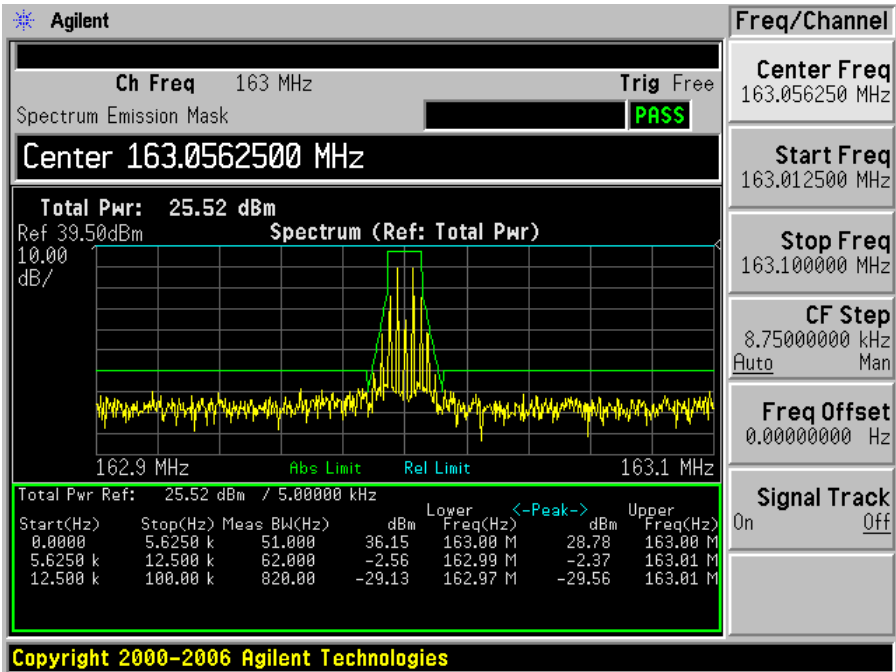 Agilent
Freq/Channel
Ch Freq 163 MHz Trig Free
Spectrum Emission Mask PASS
Center 163.0562500 MHz
Total Pwr: 25.52 dBm
Ref 39.50dBm Spectrum (Ref: Total Pwr)
10.00
dB/
162.9 MHz Abs Limit Rel Limit 163.1 MHz
Total Pwr Ref: 25.52 dBm / 5.00000 kHz
Lower <-Peak-> Upper
Start(Hz) Stop(Hz) Meas BW(Hz) dBm Freq(Hz) dBm Freq(Hz)
0.0000 5.6250 k 51.000 36.15 163.00 M 28.78 163.00 M
5.6250 k 12.500 k 62.000 -2.56 162.99 M -2.37 163.01 M
12.500 k 100.00 k 820.00 -29.13 162.97 M -29.56 163.01 M
Center Freq
163.056250 MHz
Start Freq
163.012500 MHz
Stop Freq
163.100000 MHz
CF Step
8.75000000 kHz
Auto Man
Freq Offset
0.00000000 Hz
Signal Track
On Off
Copyright 2000-2006 Agilent Technologies